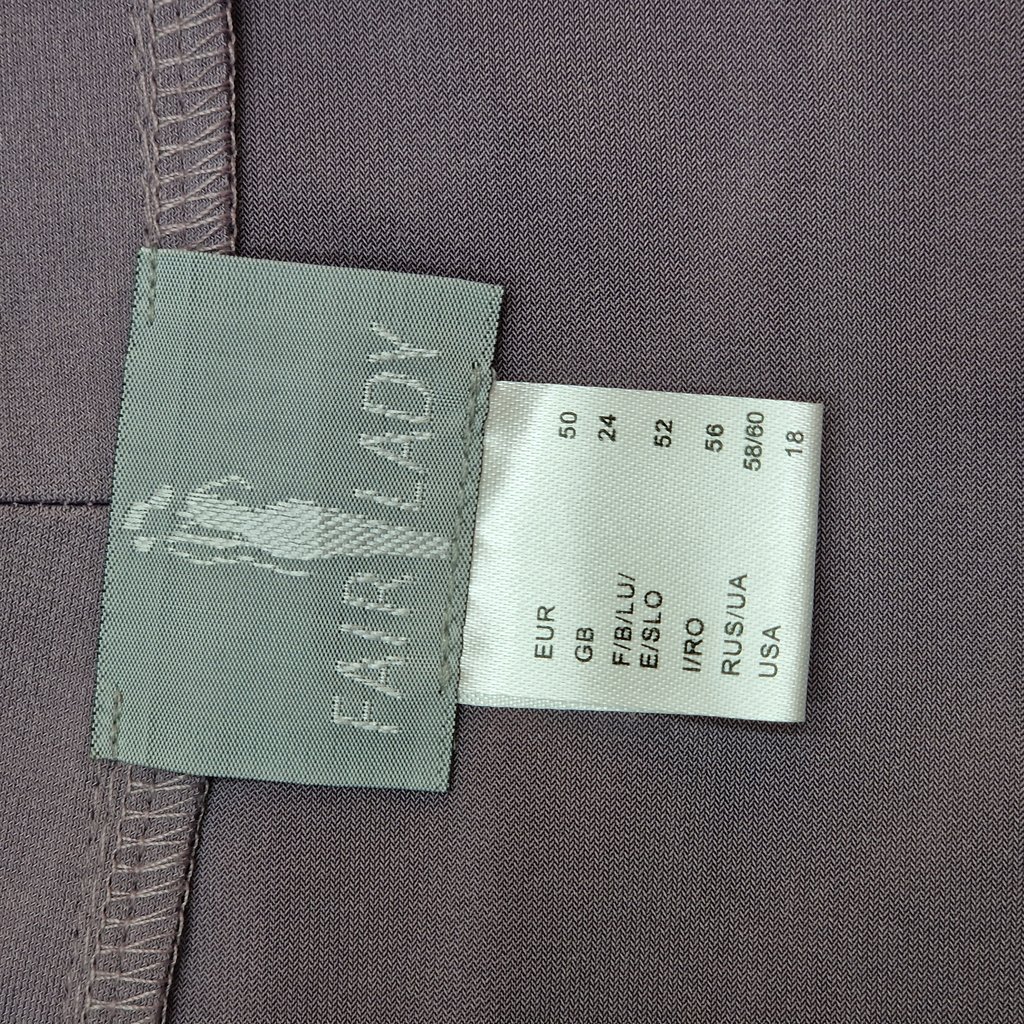 FAIR LADY
EUR 50
GB 24
F/B/LU/
E/SLO 52
I/RO 56
RUS/UA 58/60
USA 18